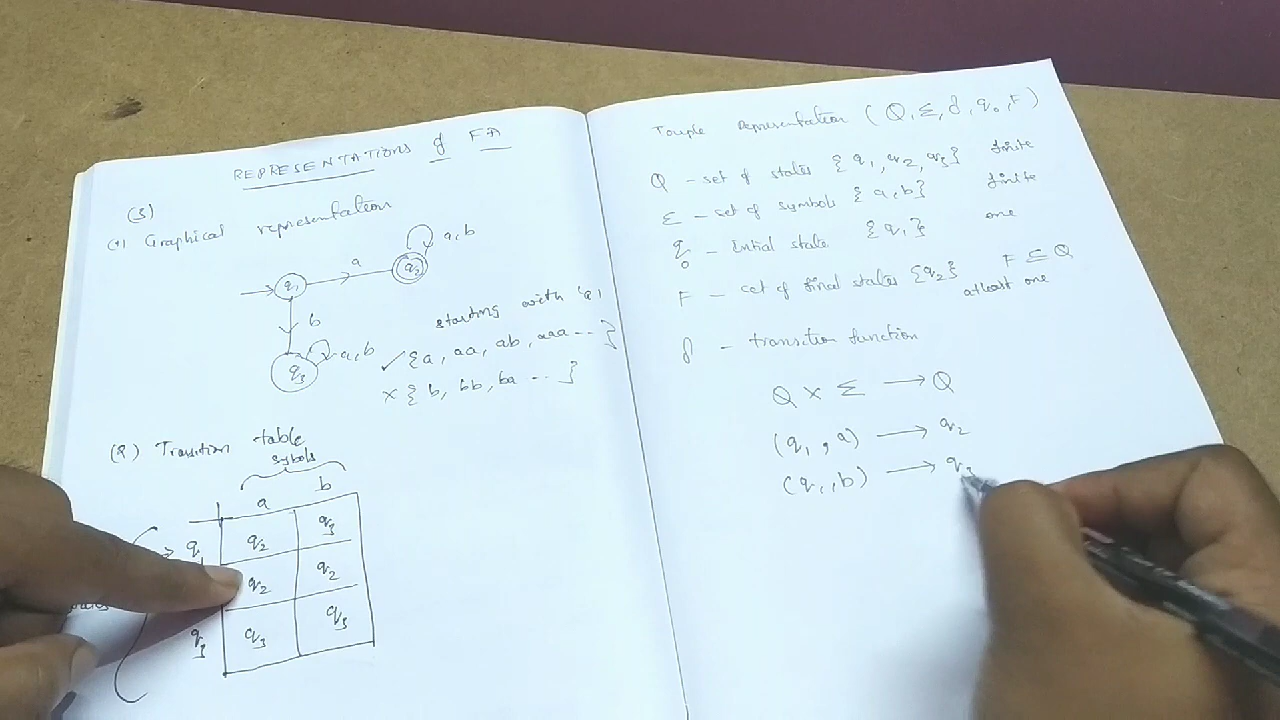 REPRESENTATIONS of FA
(3)
(1) Graphical representation
a, b
a
q1
q2
b
starting with 'a'
q3
a, b
✓ {a, aa, ab, aaa ... }
× { b, bb, ba ... }
(2) Transition table
symbols
a b
→ q1 q2 q3
q2 q2
q3 q3 q3
Touple Representation ( Q, Σ, δ, q0, F )
Q - set of states { q1, q2, q3} finite
Σ - set of symbols { a, b } finite
q0 - Initial state {q1} one
F - set of final states {q2} F ⊆ Q
atleast one
δ - transition function
Q × Σ → Q
(q1, a) → q2
(q1, b) → q3